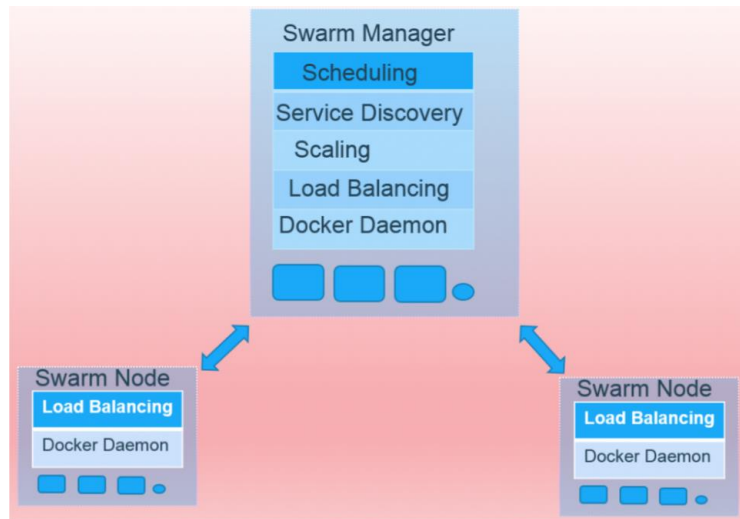 Swarm Manager
Scheduling
Service Discovery
Scaling
Load Balancing
Docker Daemon
Swarm Node
Load Balancing
Docker Daemon
Swarm Node
Load Balancing
Docker Daemon